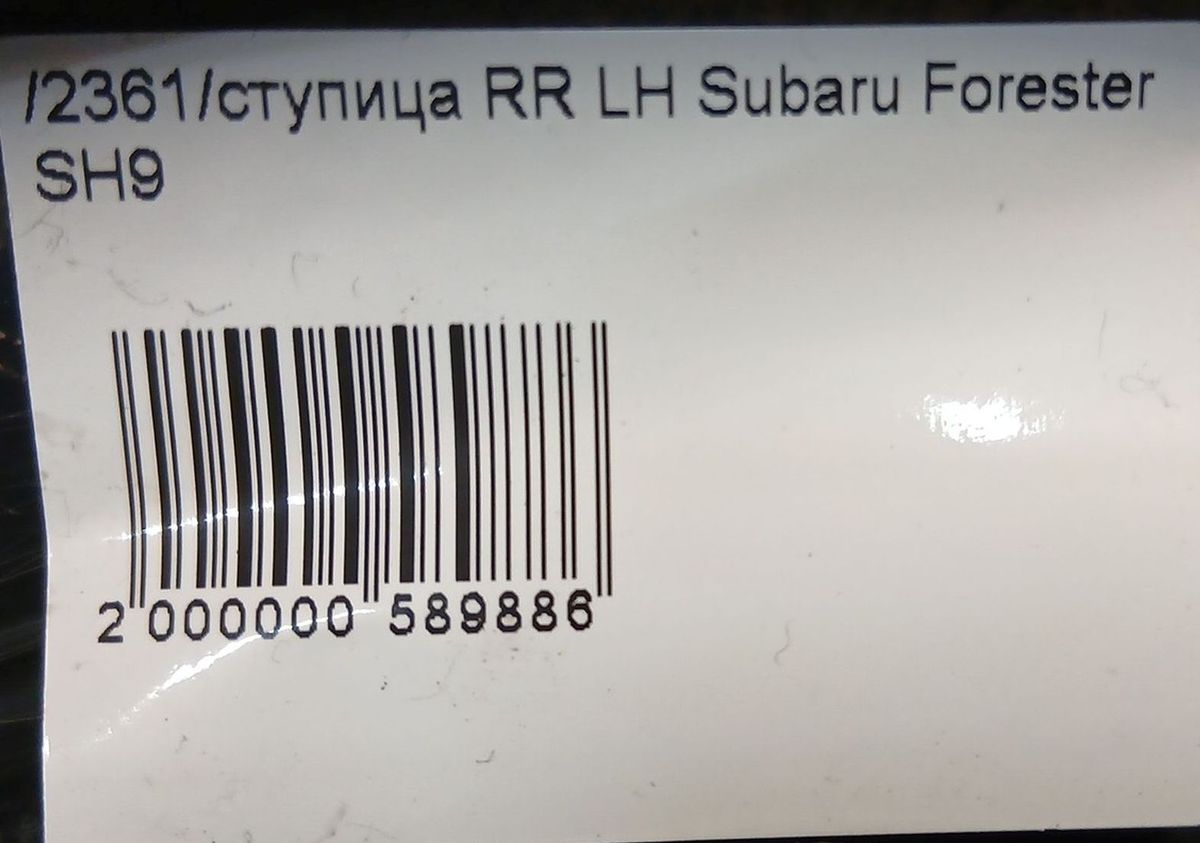 /2361/ступица RR LH Subaru Forester
SH9
2 000000 589886